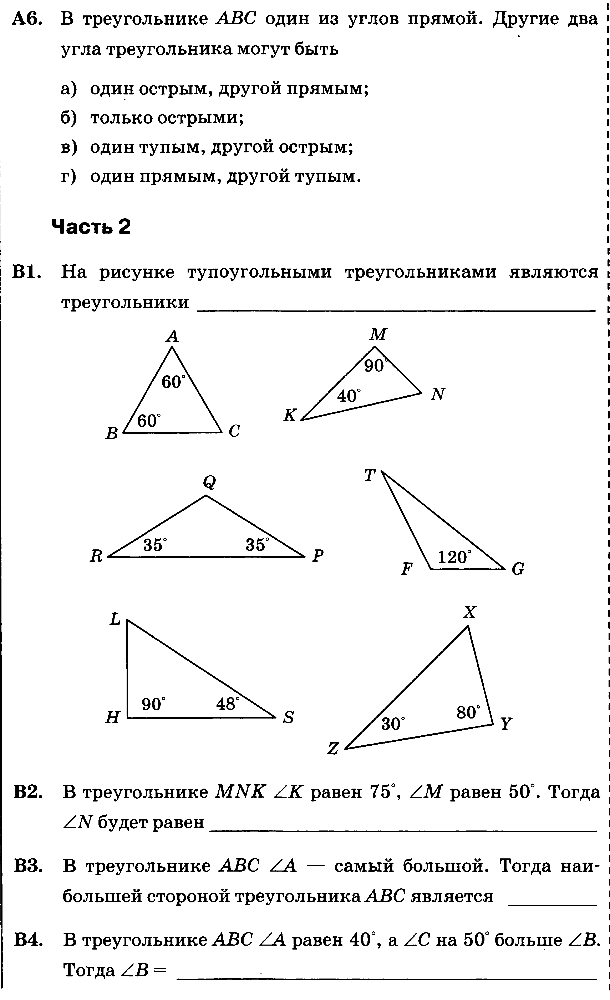 А6. В треугольнике ABC один из углов прямой. Другие два
угла треугольника могут быть
а) один острым, другой прямым;
б) только острыми;
в) один тупым, другой острым;
г) один прямым, другой тупым.
Часть 2
В1. На рисунке тупоугольными треугольниками являются
треугольники
A
M
60°
90°
40°
N
60°
K
B
C
T
Q
35°
35°
120°
R
P
F
G
L
X
90°
48°
80°
H
S
30°
Y
Z
В2. В треугольнике MNK ∠K равен 75°, ∠M равен 50°. Тогда
∠N будет равен
В3. В треугольнике ABC ∠A — самый большой. Тогда наи-
большей стороной треугольника ABC является
В4. В треугольнике ABC ∠A равен 40°, а ∠C на 50° больше ∠B.
Тогда ∠B =